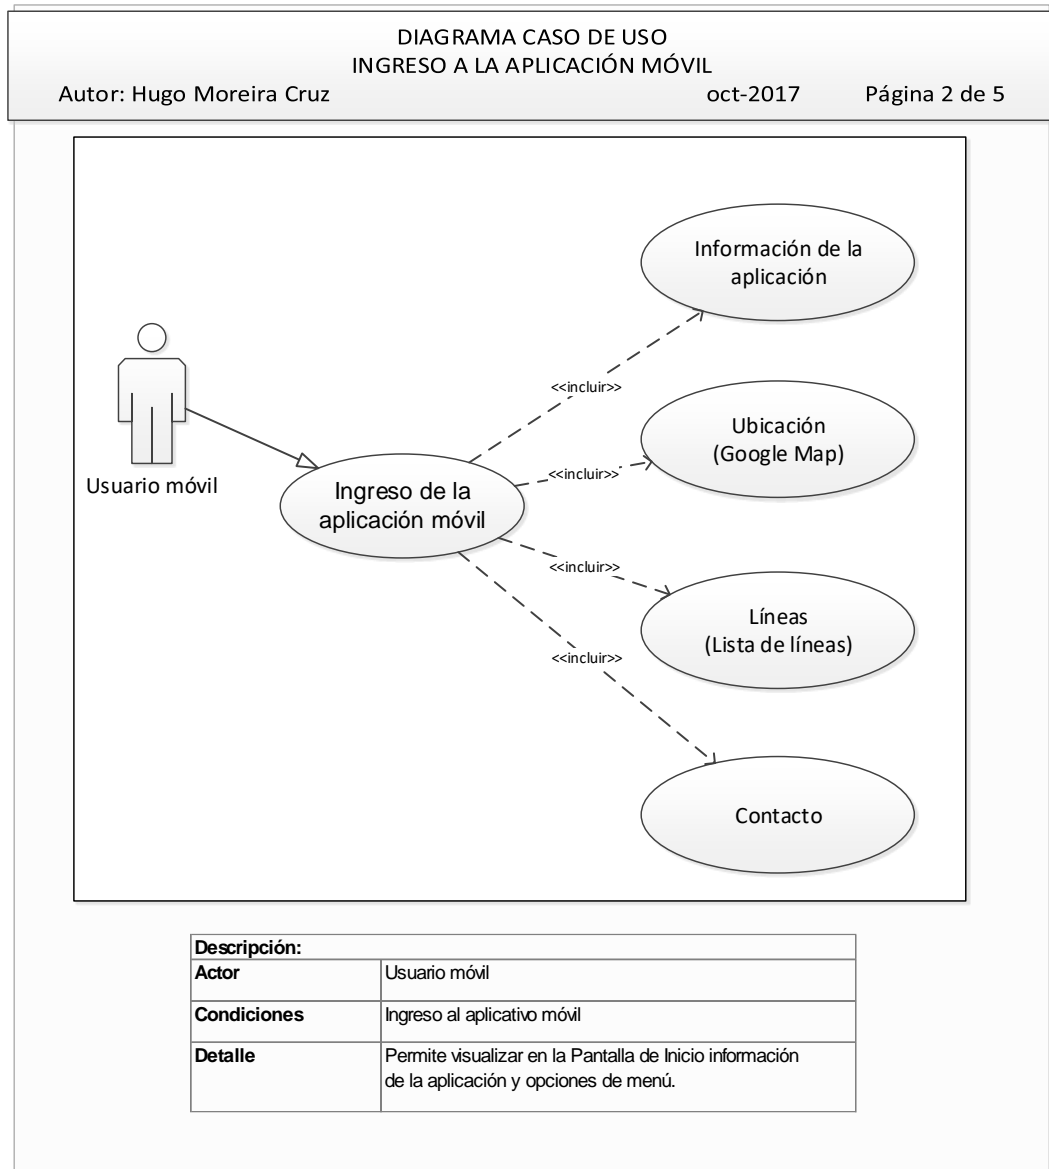 DIAGRAMA CASO DE USO
INGRESO A LA APLICACIÓN MÓVIL
Autor: Hugo Moreira Cruz oct-2017 Página 2 de 5
Información de la
aplicación
<<incluir>>
Ubicación
(Google Map)
<<incluir>>
Usuario móvil
Ingreso de la
aplicación móvil
<<incluir>>
Líneas
(Lista de líneas)
<<incluir>>
Contacto
Descripción:
Actor Usuario móvil
Condiciones Ingreso al aplicativo móvil
Detalle Permite visualizar en la Pantalla de Inicio información
de la aplicación y opciones de menú.